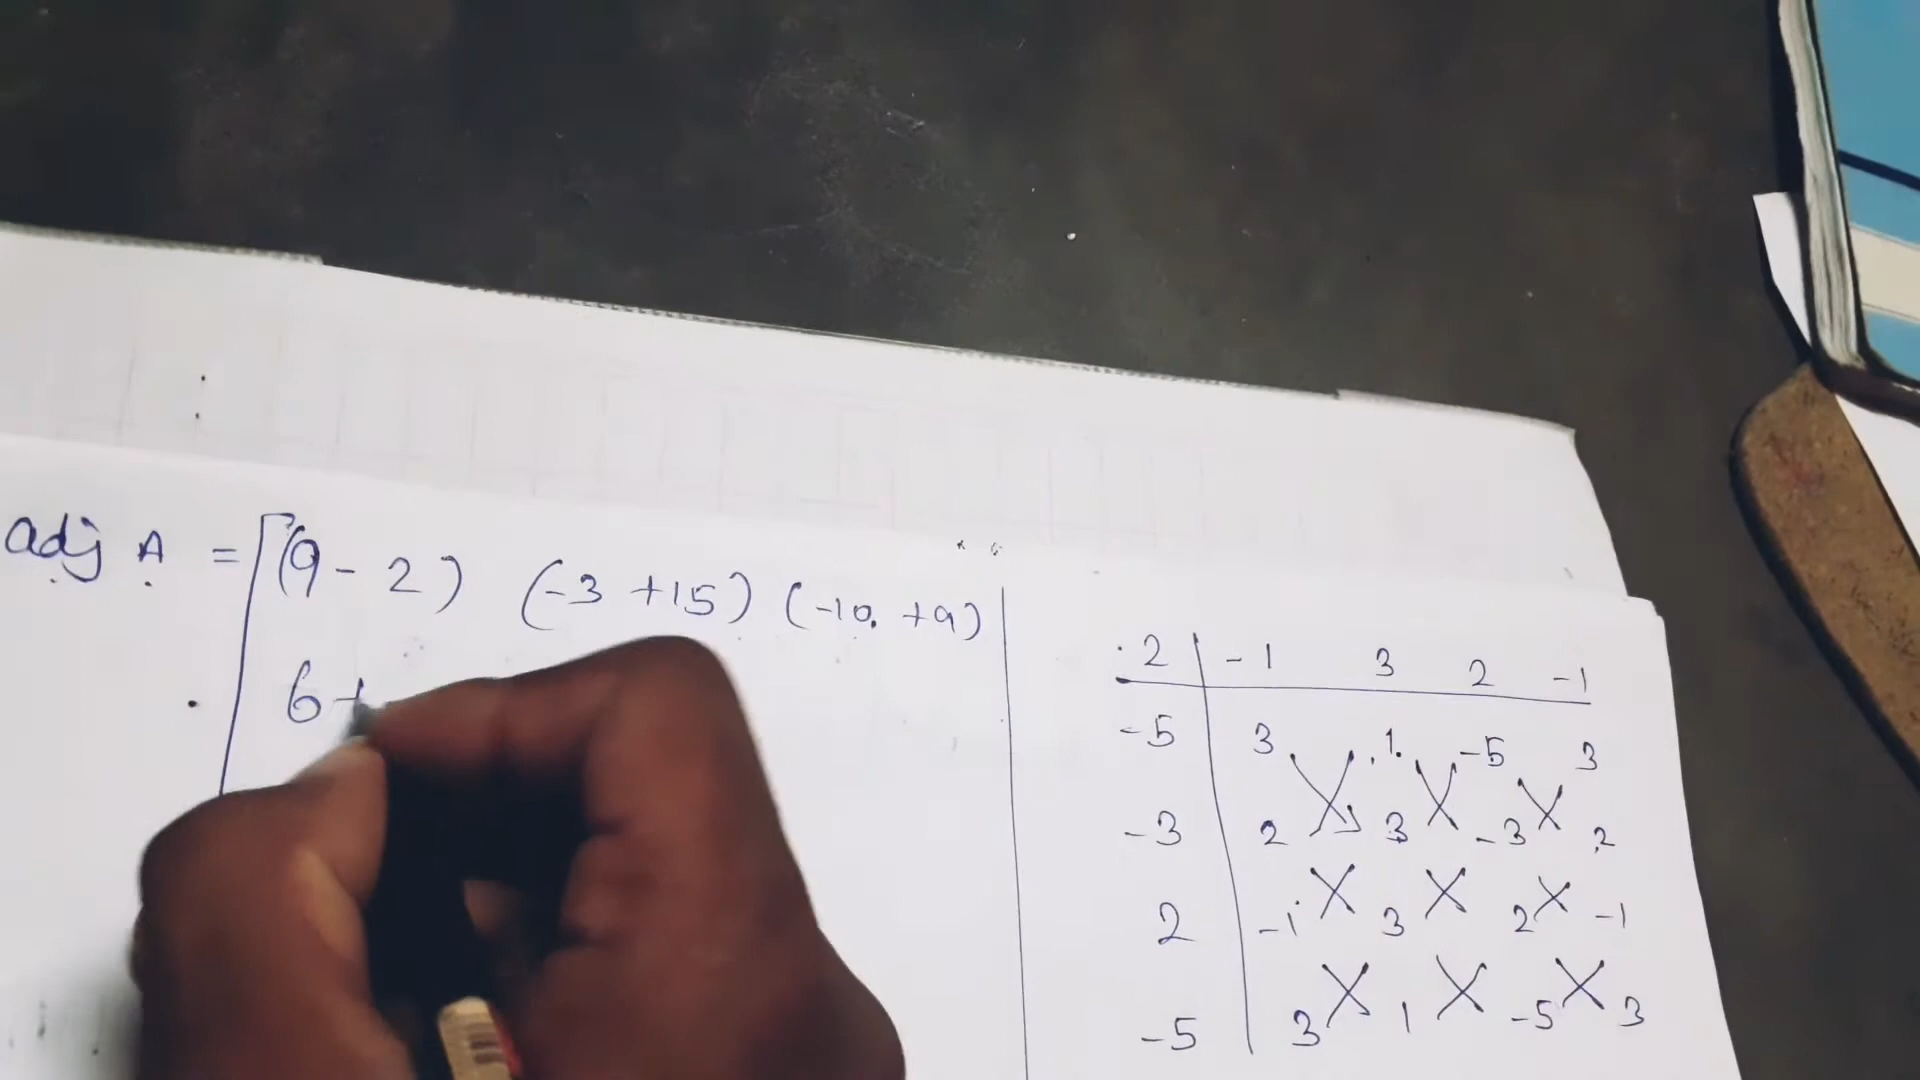 adj A = [(9 - 2) (-3 +15) (-10 +9)
6+
2 -1 3 2 -1
-5 3 1 -5 3
-3 2 3 -3 2
2 -1 3 2 -1
-5 3 1 -5 3